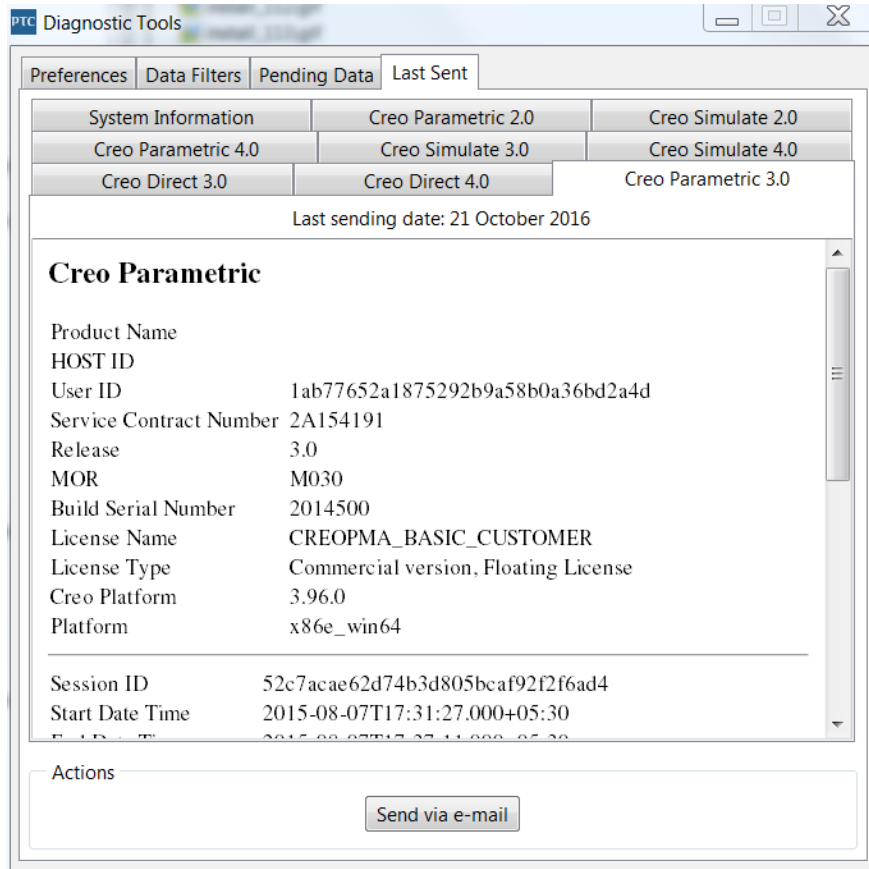 PTC Diagnostic Tools
Preferences Data Filters Pending Data Last Sent
System Information Creo Parametric 2.0 Creo Simulate 2.0
Creo Parametric 4.0 Creo Simulate 3.0 Creo Simulate 4.0
Creo Direct 3.0 Creo Direct 4.0 Creo Parametric 3.0
Last sending date: 21 October 2016
Creo Parametric
Product Name
HOST ID
User ID 1ab77652a1875292b9a58b0a36bd2a4d
Service Contract Number 2A154191
Release 3.0
MOR M030
Build Serial Number 2014500
License Name CREOPMA_BASIC_CUSTOMER
License Type Commercial version, Floating License
Creo Platform 3.96.0
Platform x86e_win64
Session ID 52c7acae62d74b3d805bcaf92f2f6ad4
Start Date Time 2015-08-07T17:31:27.000+05:30
Actions
Send via e-mail